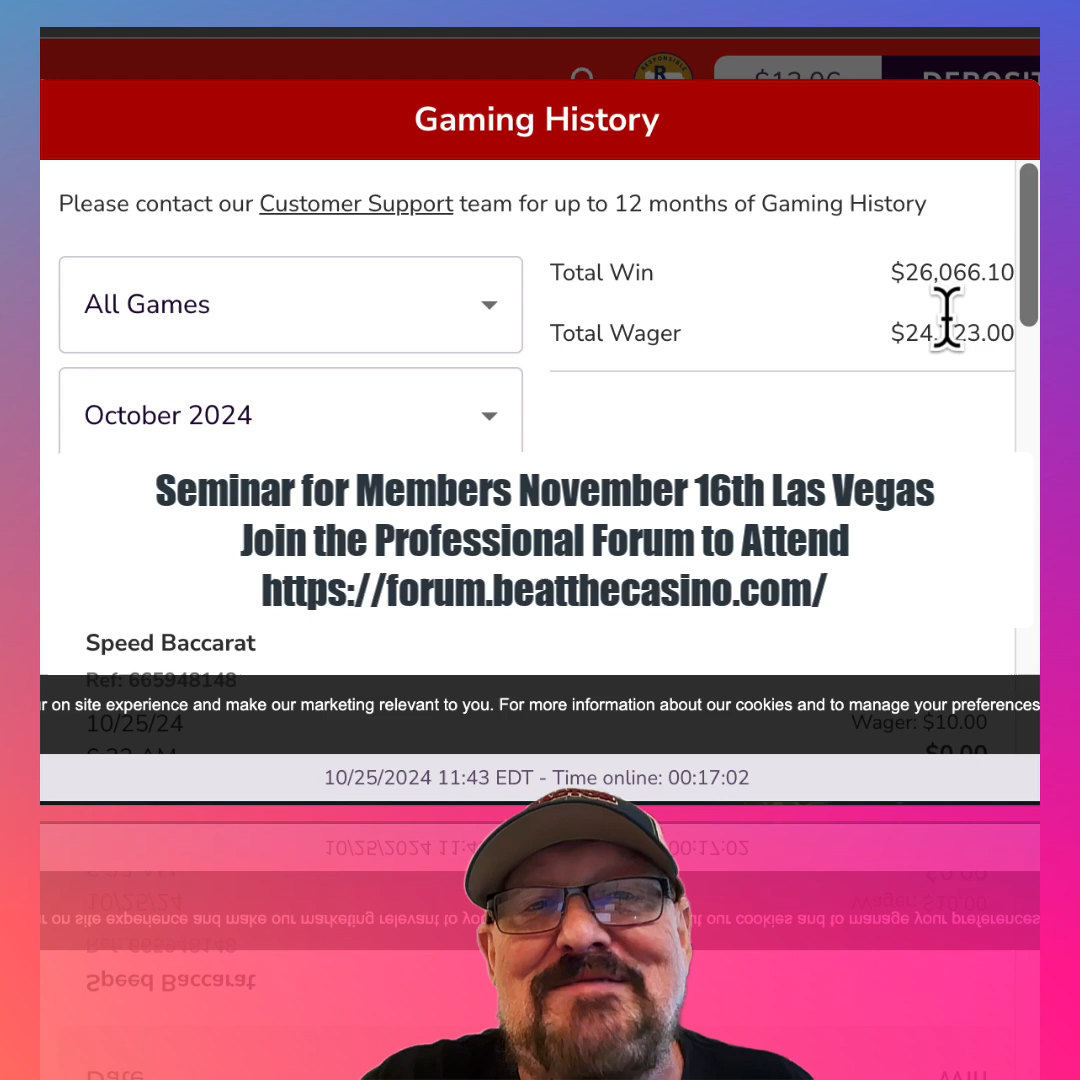 RESPONSIBLE
R
Gaming History
Please contact our Customer Support team for up to 12 months of Gaming History
All Games
Total Win $26,066.10
Total Wager
October 2024
Seminar for Members November 16th Las Vegas
Join the Professional Forum to Attend
https://forum.beatthecasino.com/
Speed Baccarat
Ref: 665948148
on site experience and make our marketing relevant to you. For more information about our cookies and to manage your preferences
10/25/24 Wager: $10.00
$0.00
10/25/2024 11:43 EDT - Time online: 00:17:02